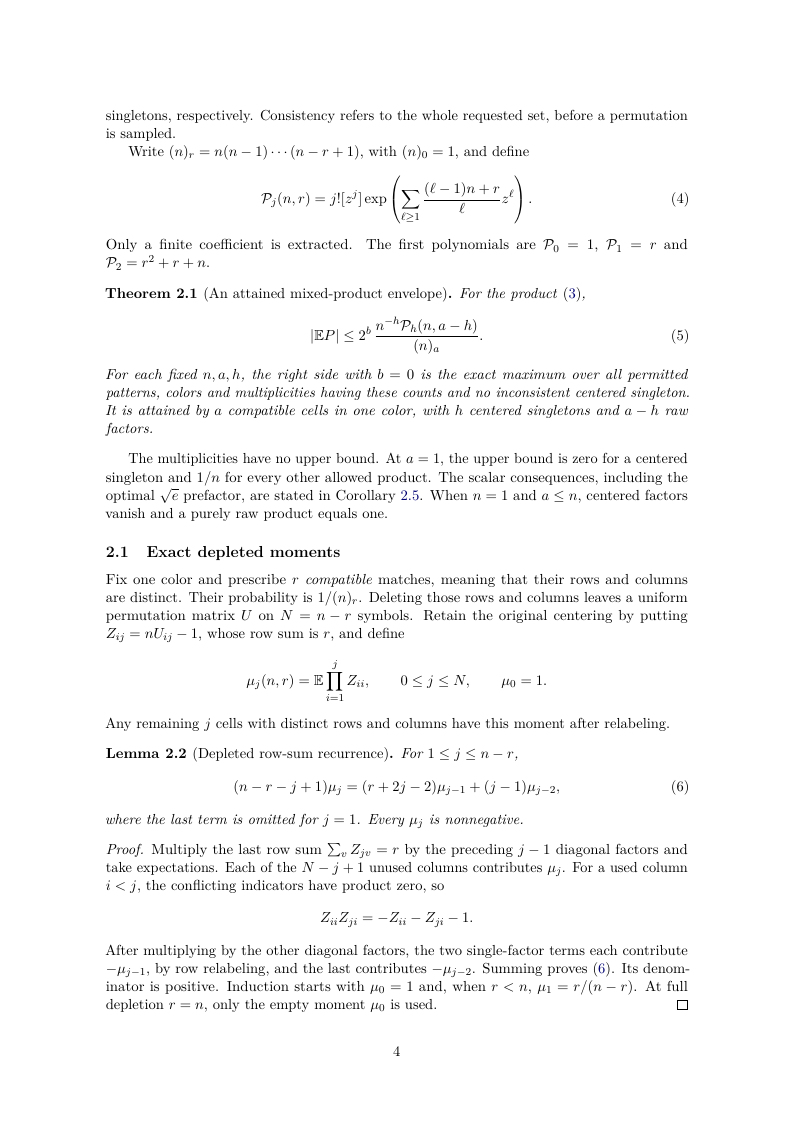 singletons, respectively. Consistency refers to the whole requested set, before a permutation
is sampled.
Write (n)_r = n(n − 1) · · · (n − r + 1), with (n)_0 = 1, and define
𝒫_j(n, r) = j![z^j] exp ( ∑_{ℓ≥1} ((ℓ − 1)n + r)/ℓ z^ℓ ) . (4)
Only a finite coefficient is extracted. The first polynomials are 𝒫_0 = 1, 𝒫_1 = r and
𝒫_2 = r^2 + r + n.
Theorem 2.1 (An attained mixed-product envelope). For the product (3),
|𝔼P| ≤ 2^b (n^{−h}𝒫_h(n, a − h))/((n)_a). (5)
For each fixed n, a, h, the right side with b = 0 is the exact maximum over all permitted
patterns, colors and multiplicities having these counts and no inconsistent centered singleton.
It is attained by a compatible cells in one color, with h centered singletons and a − h raw
factors.
The multiplicities have no upper bound. At a = 1, the upper bound is zero for a centered
singleton and 1/n for every other allowed product. The scalar consequences, including the
optimal √e prefactor, are stated in Corollary 2.5. When n = 1 and a ≤ n, centered factors
vanish and a purely raw product equals one.
2.1 Exact depleted moments
Fix one color and prescribe r compatible matches, meaning that their rows and columns
are distinct. Their probability is 1/(n)_r. Deleting those rows and columns leaves a uniform
permutation matrix U on N = n − r symbols. Retain the original centering by putting
Z_{ij} = nU_{ij} − 1, whose row sum is r, and define
μ_j(n, r) = 𝔼 ∏_{i=1}^{j} Z_{ii}, 0 ≤ j ≤ N, μ_0 = 1.
Any remaining j cells with distinct rows and columns have this moment after relabeling.
Lemma 2.2 (Depleted row-sum recurrence). For 1 ≤ j ≤ n − r,
(n − r − j + 1)μ_j = (r + 2j − 2)μ_{j−1} + (j − 1)μ_{j−2}, (6)
where the last term is omitted for j = 1. Every μ_j is nonnegative.
Proof. Multiply the last row sum ∑_v Z_{jv} = r by the preceding j − 1 diagonal factors and
take expectations. Each of the N − j + 1 unused columns contributes μ_j. For a used column
i < j, the conflicting indicators have product zero, so
Z_{ii}Z_{ji} = −Z_{ii} − Z_{ji} − 1.
After multiplying by the other diagonal factors, the two single-factor terms each contribute
−μ_{j−1}, by row relabeling, and the last contributes −μ_{j−2}. Summing proves (6). Its denom-
inator is positive. Induction starts with μ_0 = 1 and, when r < n, μ_1 = r/(n − r). At full
depletion r = n, only the empty moment μ_0 is used. □
4